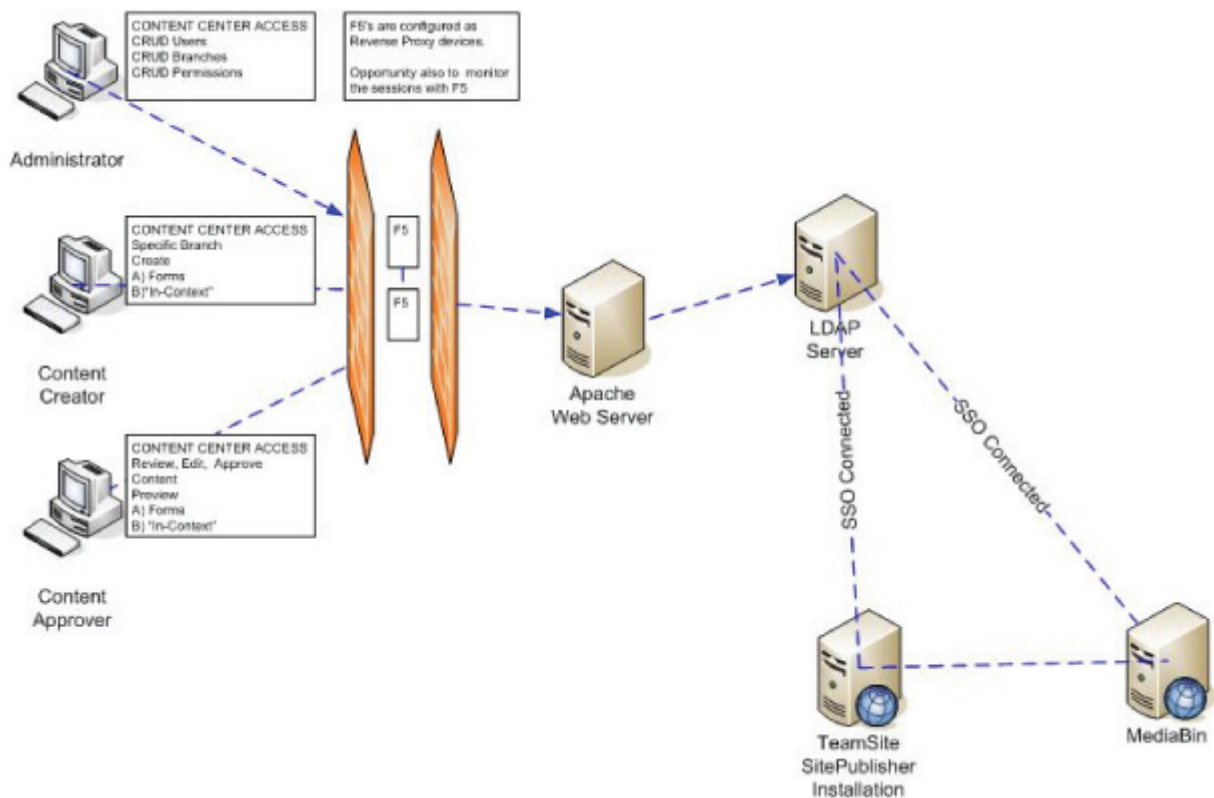 CONTENT CENTER ACCESS
CRUD Users
CRUD Branches
CRUD Permissions
F5's are configured as
Reverse Proxy devices.
Opportunity also to monitor
the sessions with F5
Administrator
CONTENT CENTER ACCESS
Specific Branch
Create
A) Forms
B)"In-Context"
Content
Creator
F5
F5
Apache
Web Server
LDAP
Server
SSO Connected
SSO Connected
CONTENT CENTER ACCESS
Review, Edit, Approve
Content
Preview
A) Forms
B) "In-Context"
Content
Approver
TeamSite
SitePublisher
Installation
MediaBin